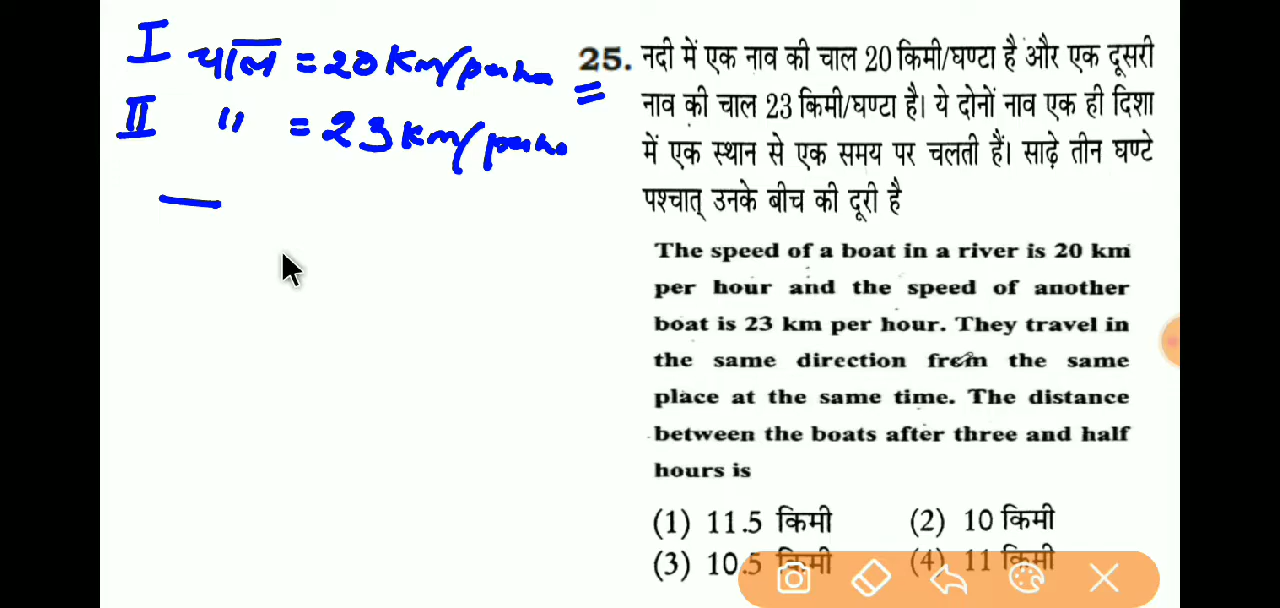 I चाल = 20 Km/per ho
II " = 23 Km/per ho
25. नदी में एक नाव की चाल 20 किमी/घण्टा है और एक दूसरी
नाव की चाल 23 किमी/घण्टा है। ये दोनों नाव एक ही दिशा
में एक स्थान से एक समय पर चलती हैं। साढ़े तीन घण्टे
पश्चात् उनके बीच की दूरी है
The speed of a boat in a river is 20 km
per hour and the speed of another
boat is 23 km per hour. They travel in
the same direction from the same
place at the same time. The distance
between the boats after three and half
hours is
(1) 11.5 किमी (2) 10 किमी
(3) 10.5 किमी (4) 11 किमी